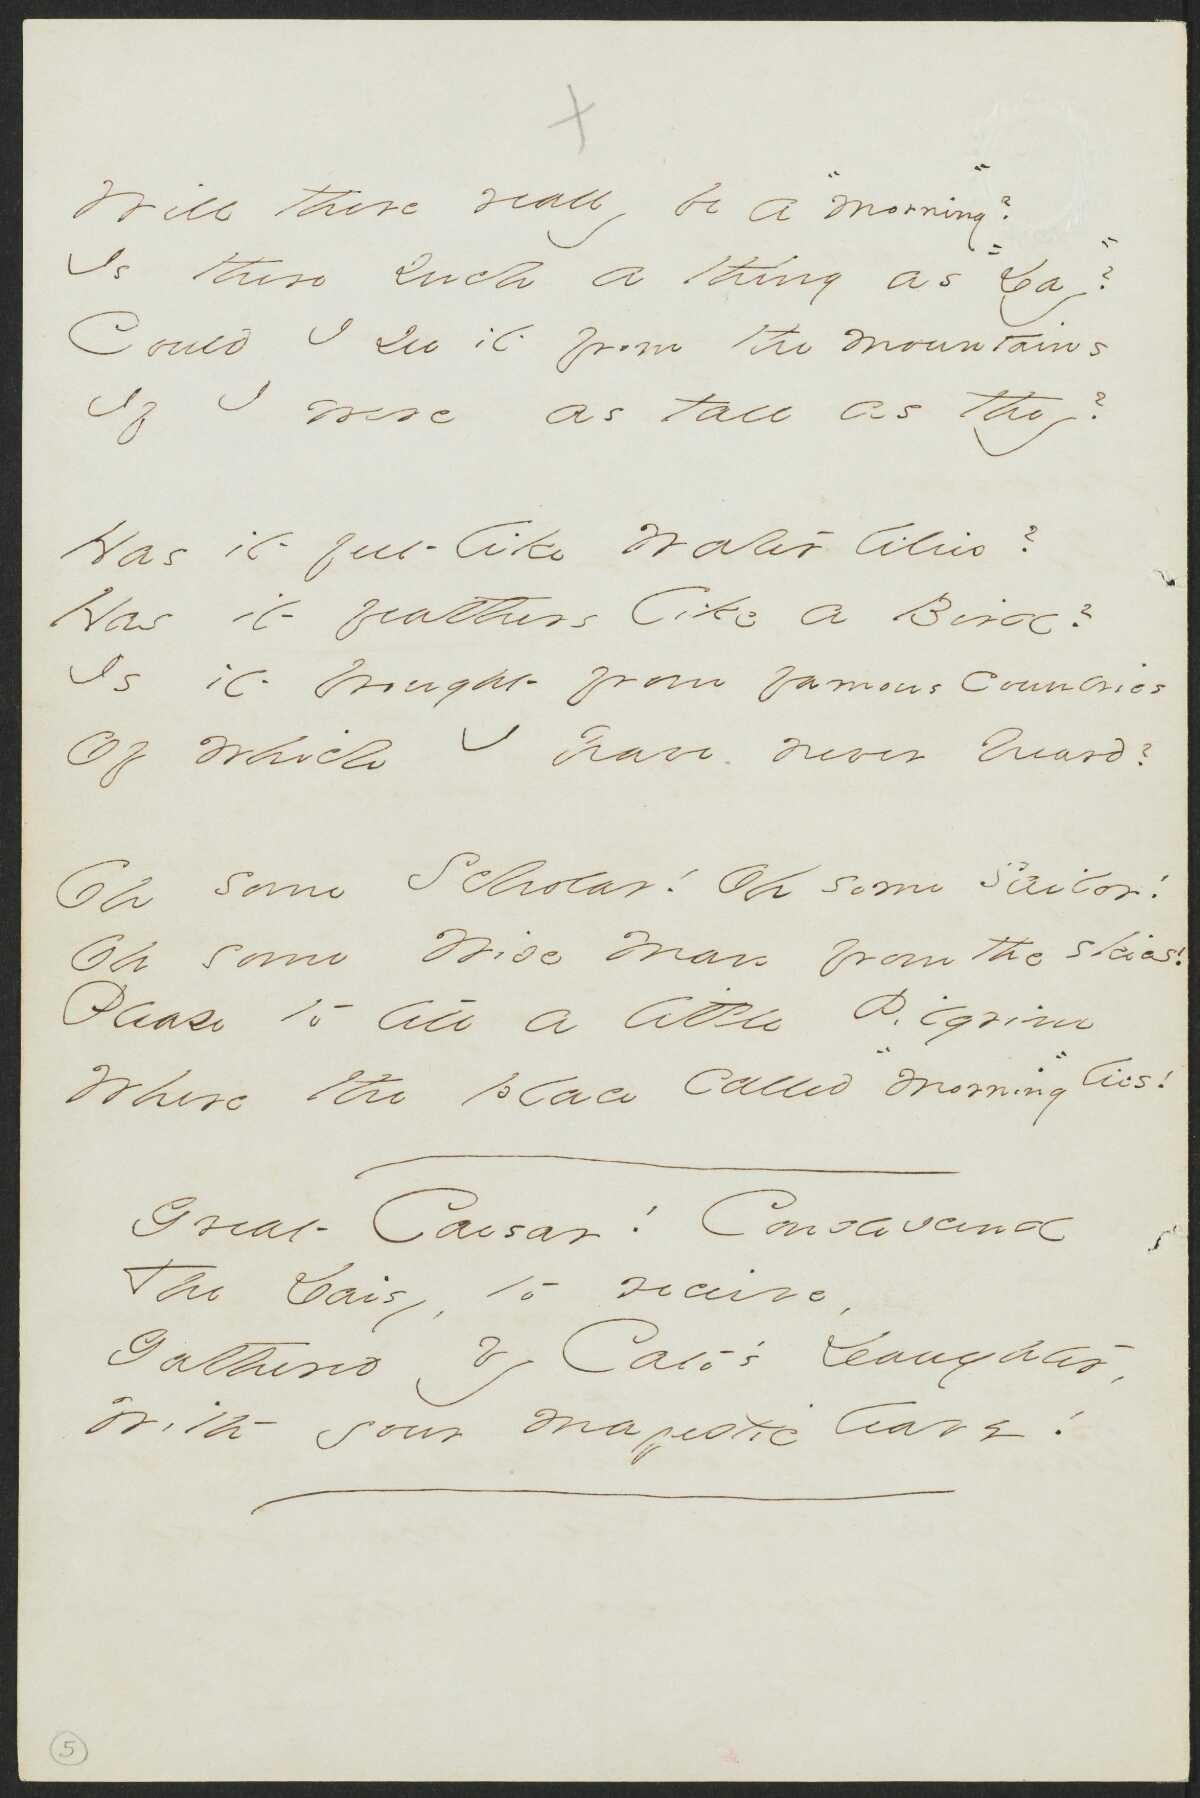 Will there really be a "morning"?
Is there such a thing as "Day"?
Could I see it from the mountains
If I were as tall as they?
Has it feet like Water lilies?
Has it feathers like a Bird?
Is it brought from famous countries
Of which I have never heard?
Oh some Scholar! Oh some Sailor!
Oh some Wise Man from the skies!
Please to tell a little Pilgrim
Where the place called "morning" lies!
Great Caesar! Condescend
The Daisy, to receive,
Gathered by Cato's Daughter,
With your majestic leave!
5